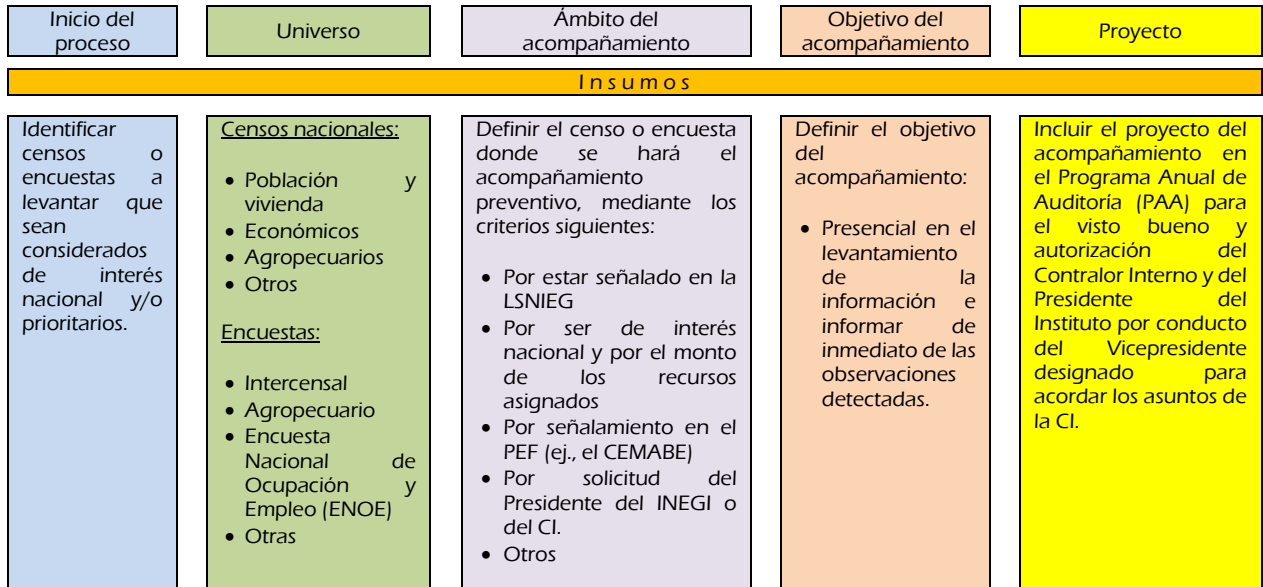 Inicio del
proceso
Universo
Ámbito del
acompañamiento
Objetivo del
acompañamiento
Proyecto
Insumos
Identificar
censos o
encuestas a
levantar que
sean
considerados
de interés
nacional y/o
prioritarios.
Censos nacionales:
• Población y
vivienda
• Económicos
• Agropecuarios
• Otros
Encuestas:
• Intercensal
• Agropecuario
• Encuesta
Nacional de
Ocupación y
Empleo (ENOE)
• Otras
Definir el censo o encuesta
donde se hará el
acompañamiento
preventivo, mediante los
criterios siguientes:
• Por estar señalado en la
LSNIEG
• Por ser de interés
nacional y por el monto
de los recursos
asignados
• Por señalamiento en el
PEF (ej., el CEMABE)
• Por solicitud del
Presidente del INEGI o
del CI.
• Otros
Definir el objetivo
del
acompañamiento:
• Presencial en el
levantamiento
de la
información e
informar de
inmediato de las
observaciones
detectadas.
Incluir el proyecto del
acompañamiento en
el Programa Anual de
Auditoría (PAA) para
el visto bueno y
autorización del
Contralor Interno y del
Presidente del
Instituto por conducto
del Vicepresidente
designado para
acordar los asuntos de
la CI.